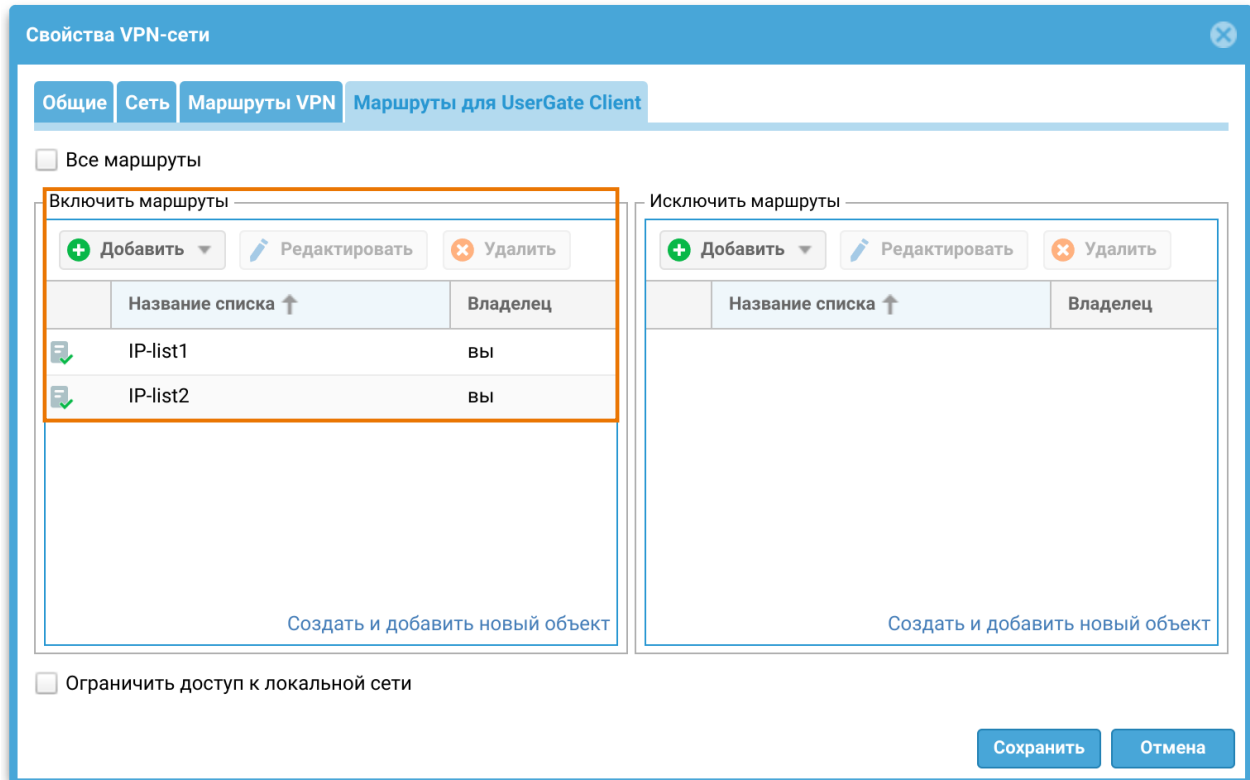 Свойства VPN-сети
Общие Сеть Маршруты VPN Маршруты для UserGate Client
Все маршруты
Включить маршруты
Добавить Редактировать Удалить
Название списка Владелец
IP-list1 вы
IP-list2 вы
Создать и добавить новый объект
Исключить маршруты
Добавить Редактировать Удалить
Название списка Владелец
Создать и добавить новый объект
Ограничить доступ к локальной сети
Сохранить Отмена